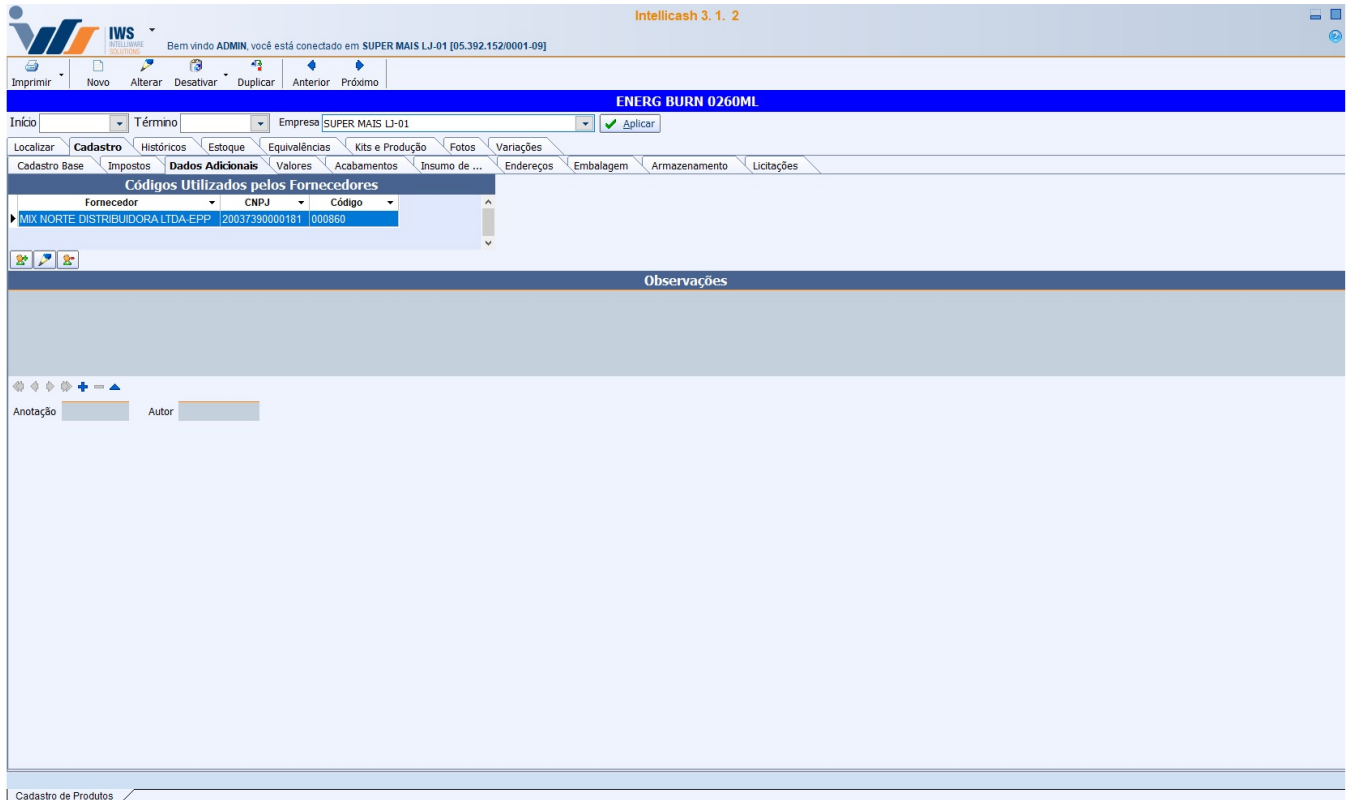 Intellicash 3. 1. 2
IWS
INTELLIWARE
SOLUTIONS
Bem vindo ADMIN, você está conectado em SUPER MAIS LJ-01 [05.392.152/0001-09]
Imprimir Novo Alterar Desativar Duplicar Anterior Próximo
ENERG BURN 0260ML
Início Término Empresa SUPER MAIS LJ-01 Aplicar
Localizar Cadastro Históricos Estoque Equivalências Kits e Produção Fotos Variações
Cadastro Base Impostos Dados Adicionais Valores Acabamentos Insumo de ... Endereços Embalagem Armazenamento Licitações
Códigos Utilizados pelos Fornecedores
Fornecedor CNPJ Código
MIX NORTE DISTRIBUIDORA LTDA-EPP 20037390000181 000860
Observações
Anotação Autor
Cadastro de Produtos